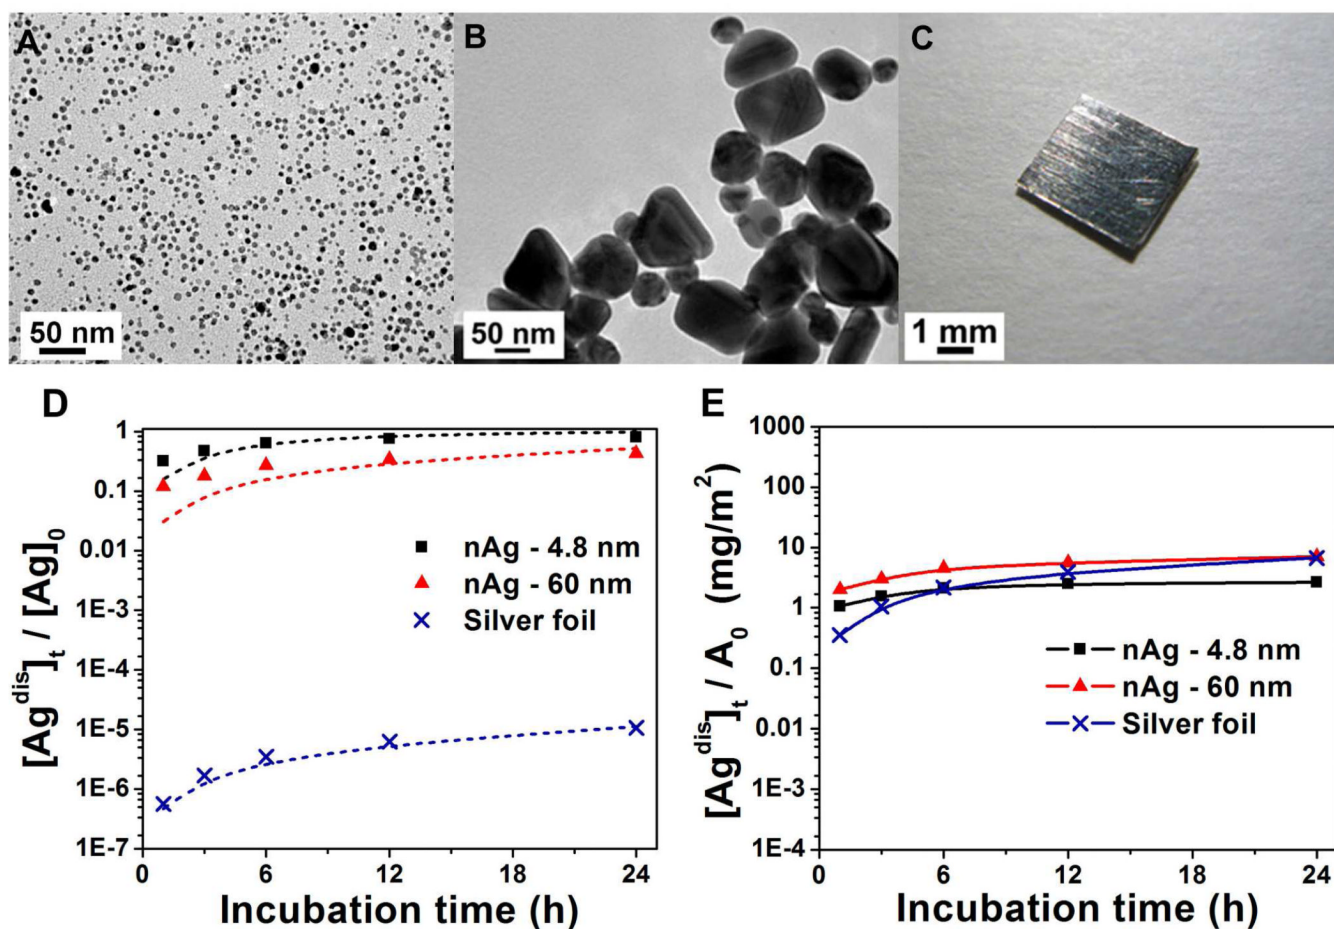 A
B
C
50 nm
50 nm
1 mm
D
E
1
0.1
0.01
1E-3
1E-4
1E-5
1E-6
1E-7
[Ag^dis]_t / [Ag]_0
nAg - 4.8 nm
nAg - 60 nm
Silver foil
0
6
12
18
24
Incubation time (h)
1000
100
10
1
0.1
0.01
1E-3
1E-4
[Ag^dis]_t / A_0 (mg/m²)
nAg - 4.8 nm
nAg - 60 nm
Silver foil
0
6
12
18
24
Incubation time (h)